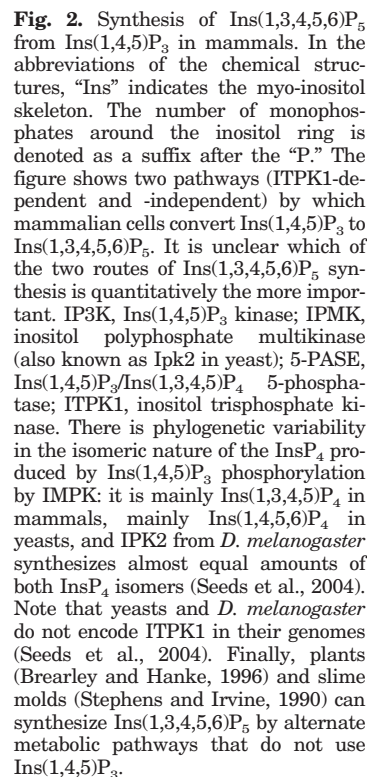 Fig. 2. Synthesis of Ins(1,3,4,5,6)P5
from Ins(1,4,5)P3 in mammals. In the
abbreviations of the chemical struc-
tures, “Ins” indicates the myo-inositol
skeleton. The number of monophos-
phates around the inositol ring is
denoted as a suffix after the “P.” The
figure shows two pathways (ITPK1-de-
pendent and -independent) by which
mammalian cells convert Ins(1,4,5)P3 to
Ins(1,3,4,5,6)P5. It is unclear which of
the two routes of Ins(1,3,4,5,6)P5 syn-
thesis is quantitatively the more impor-
tant. IP3K, Ins(1,4,5)P3 kinase; IPMK,
inositol polyphosphate multikinase
(also known as Ipk2 in yeast); 5-PASE,
Ins(1,4,5)P3/Ins(1,3,4,5)P4 5-phospha-
tase; ITPK1, inositol trisphosphate ki-
nase. There is phylogenetic variability
in the isomeric nature of the InsP4 pro-
duced by Ins(1,4,5)P3 phosphorylation
by IMPK: it is mainly Ins(1,3,4,5)P4 in
mammals, mainly Ins(1,4,5,6)P4 in
yeasts, and IPK2 from D. melanogaster
synthesizes almost equal amounts of
both InsP4 isomers (Seeds et al., 2004).
Note that yeasts and D. melanogaster
do not encode ITPK1 in their genomes
(Seeds et al., 2004). Finally, plants
(Brearley and Hanke, 1996) and slime
molds (Stephens and Irvine, 1990) can
synthesize Ins(1,3,4,5,6)P5 by alternate
metabolic pathways that do not use
Ins(1,4,5)P3.